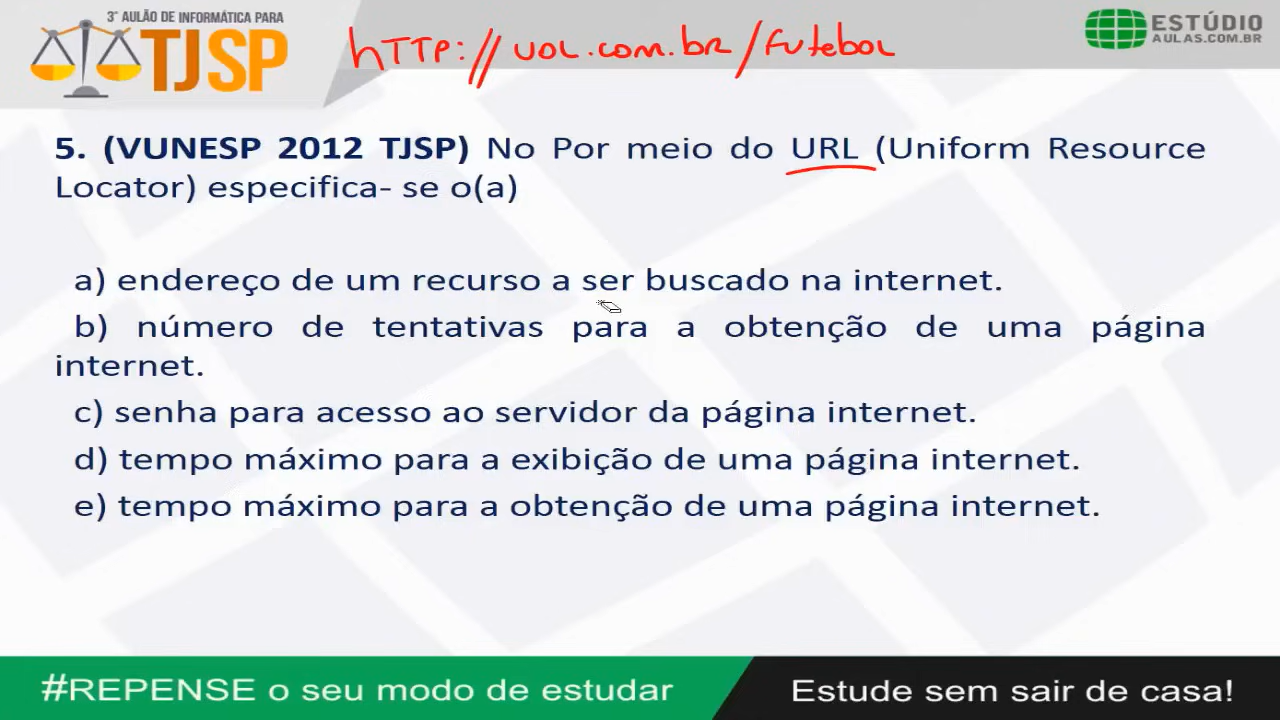 3° AULÃO DE INFORMÁTICA PARA
TJSP
hTTP://uol.com.br/futebol
ESTÚDIO
AULAS.COM.BR
5. (VUNESP 2012 TJSP) No Por meio do URL (Uniform Resource
Locator) especifica- se o(a)
a) endereço de um recurso a ser buscado na internet.
b) número de tentativas para a obtenção de uma página
internet.
c) senha para acesso ao servidor da página internet.
d) tempo máximo para a exibição de uma página internet.
e) tempo máximo para a obtenção de uma página internet.
#REPENSE o seu modo de estudar
Estude sem sair de casa!